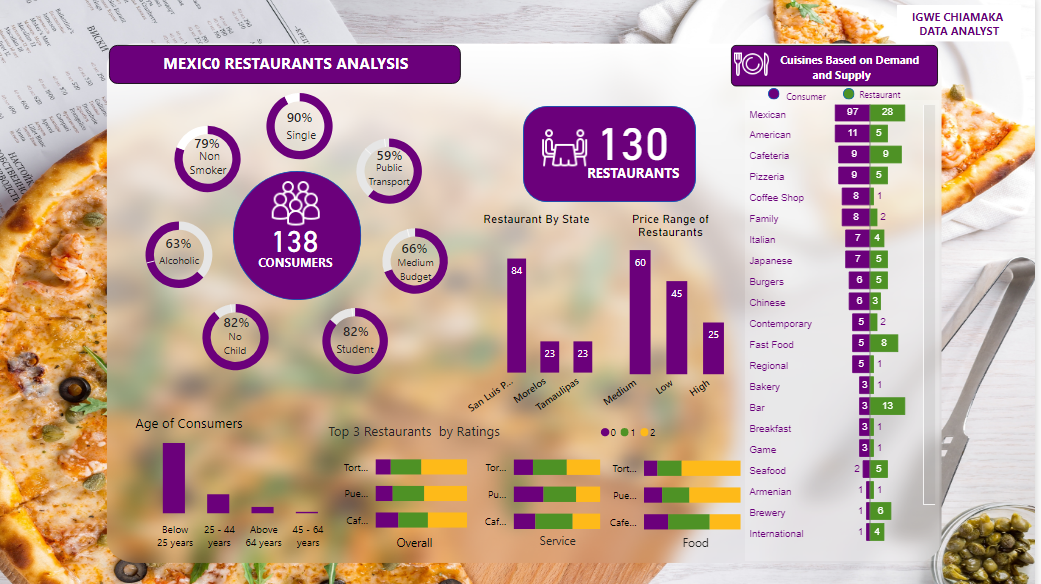 IGWE CHIAMAKA
DATA ANALYST
MEXIC0 RESTAURANTS ANALYSIS
Cuisines Based on Demand
and Supply
90%
Single
79%
Non
Smoker
59%
Public
Transport
138
CONSUMERS
63%
Alcoholic
66%
Medium
Budget
82%
No
Child
82%
Student
130
RESTAURANTS
Restaurant By State
84
23
23
San Luis P...
Morelos
Tamaulipas
Price Range of
Restaurants
60
45
25
Medium
Low
High
Age of Consumers
Below
25 years
25 - 44
years
Above
64 years
45 - 64
years
Top 3 Restaurants by Ratings
0 1 2
Tort...
Pue...
Caf...
Overall
Tor...
Pu...
Caf...
Service
Tort...
Pue...
Cafe...
Food
Consumer Restaurant
Mexican 97 28
American 11 5
Cafeteria 9 9
Pizzeria 9 5
Coffee Shop 8 1
Family 8 2
Italian 7 4
Japanese 7 5
Burgers 6 5
Chinese 6 3
Contemporary 5 2
Fast Food 5 8
Regional 5 1
Bakery 3 1
Bar 3 13
Breakfast 3 1
Game 3 1
Seafood 2 5
Armenian 1 1
Brewery 1 6
International 1 4